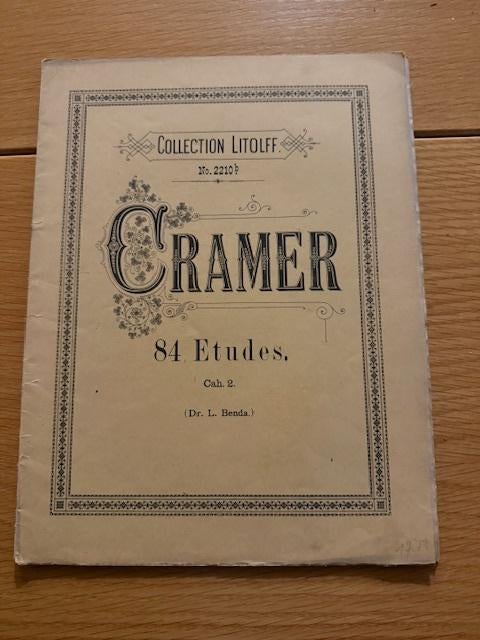 COLLECTION LITOLFF.
No. 2210b
CRAMER
84 Etudes.
Cah. 2.
(Dr. L. Benda.)